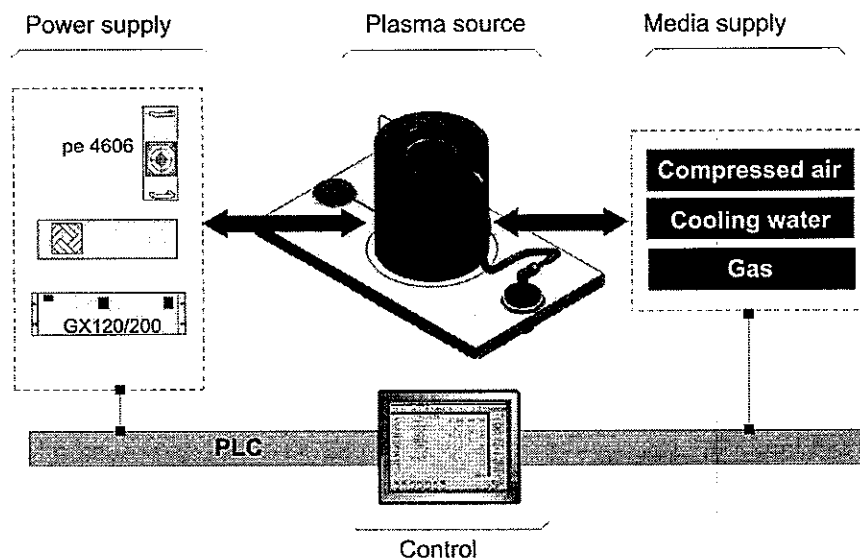 Power supply
Plasma source
Media supply
pe 4606
Compressed air
Cooling water
Gas
GX120/200
PLC
Control